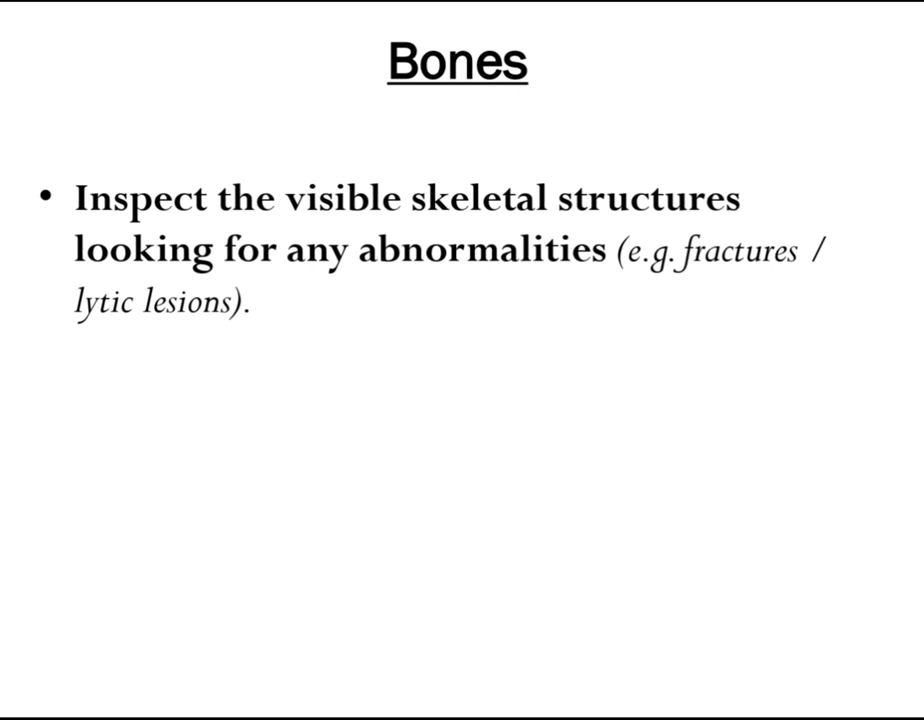 Bones
• Inspect the visible skeletal structures
looking for any abnormalities (e.g. fractures /
lytic lesions).